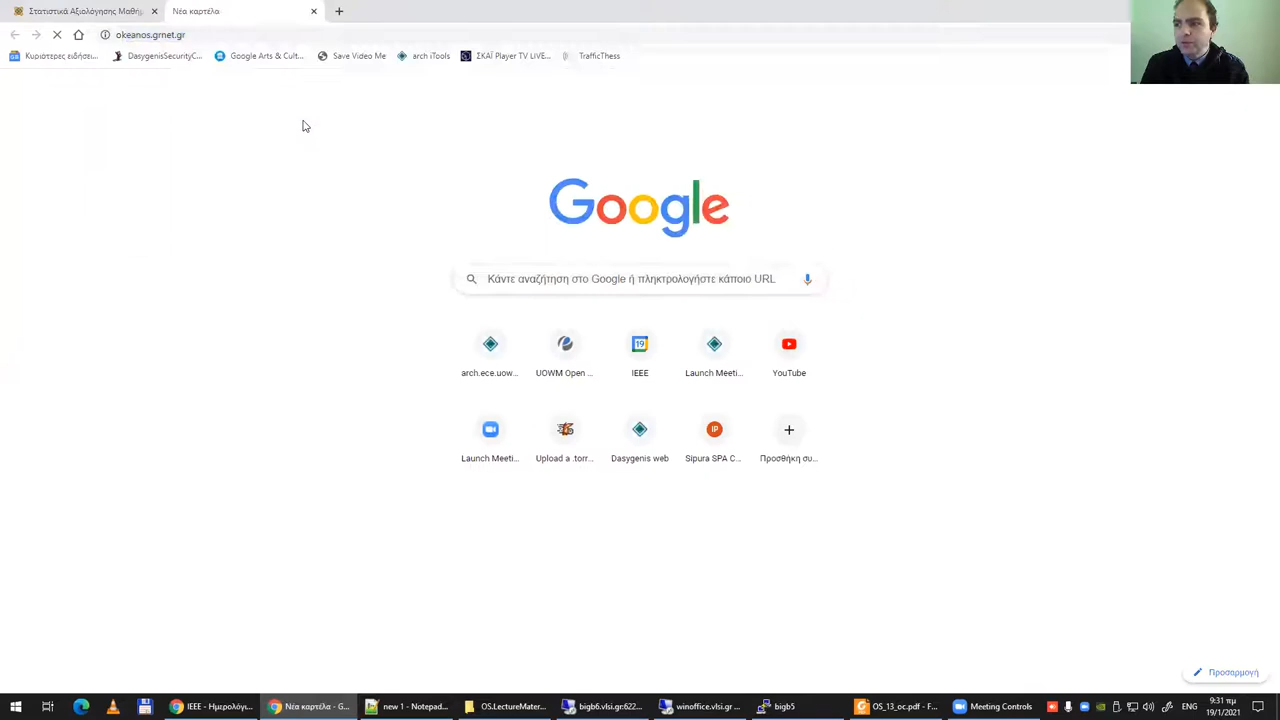 Στατιστικά Αξιολόγησης Μαθήμ
Νέα καρτέλα
okeanos.grnet.gr
Κυριότερες ειδήσει...
DasygenisSecurityC...
Google Arts & Cult...
Save Video Me
arch iTools
ΣΚΑΪ Player TV LIVE...
TrafficThess
Google
Κάντε αναζήτηση στο Google ή πληκτρολογήστε κάποιο URL
19
arch.ece.uow...
UOWM Open ...
IEEE
Launch Meeti...
YouTube
IP
Launch Meeti...
Upload a .torr...
Dasygenis web
Sipura SPA C...
Προσθήκη συ...
Προσαρμογή
IEEE - Ημερολόγι...
Νέα καρτέλα - G...
new 1 - Notepad...
OS.LectureMater...
bigb6.vlsi.gr:622...
winoffice.vlsi.gr ...
bigb5
OS_13_oc.pdf - F...
Meeting Controls
ENG
9:31 πμ
19/1/2021